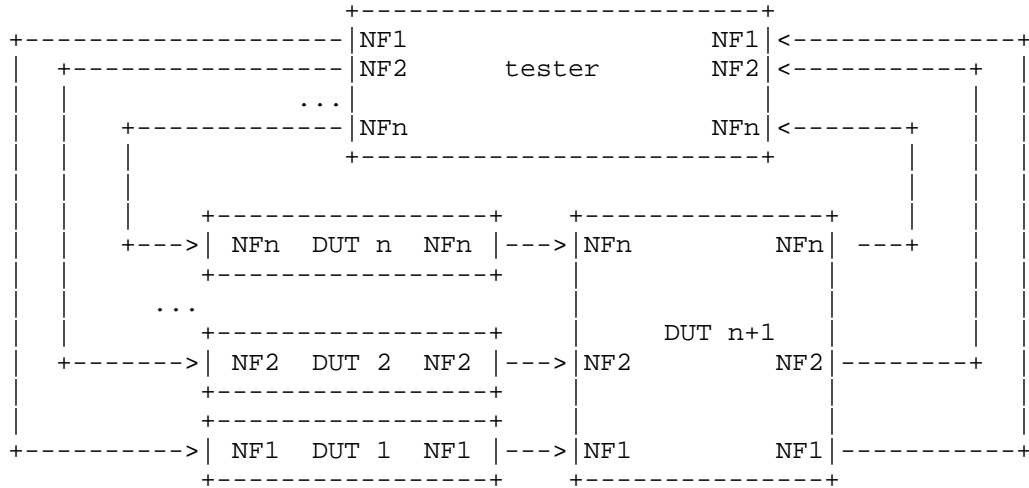 NF1 NF1
NF2 tester NF2
...
NFn NFn
NFn DUT n NFn NFn NFn
...
DUT n+1
NF2 DUT 2 NF2 NF2 NF2
NF1 DUT 1 NF1 NF1 NF1